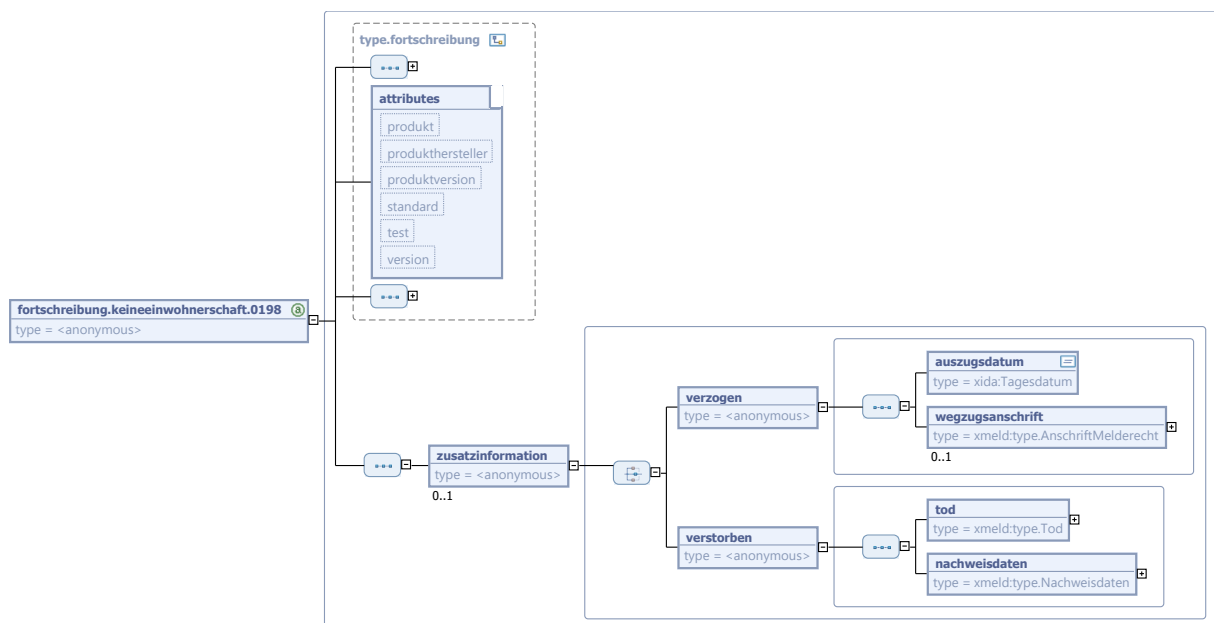 type.fortschreibung
attributes
produkt
produkthersteller
produktversion
standard
test
version
fortschreibung.keineeinwohnerschaft.0198 a
type = <anonymous>
zusatzinformation
type = <anonymous>
0..1
verzogen
type = <anonymous>
auszugsdatum
type = xida:Tagesdatum
wegzugsanschrift
type = xmeld:type.AnschriftMelderecht
0..1
verstorben
type = <anonymous>
tod
type = xmeld:type.Tod
nachweisdaten
type = xmeld:type.Nachweisdaten